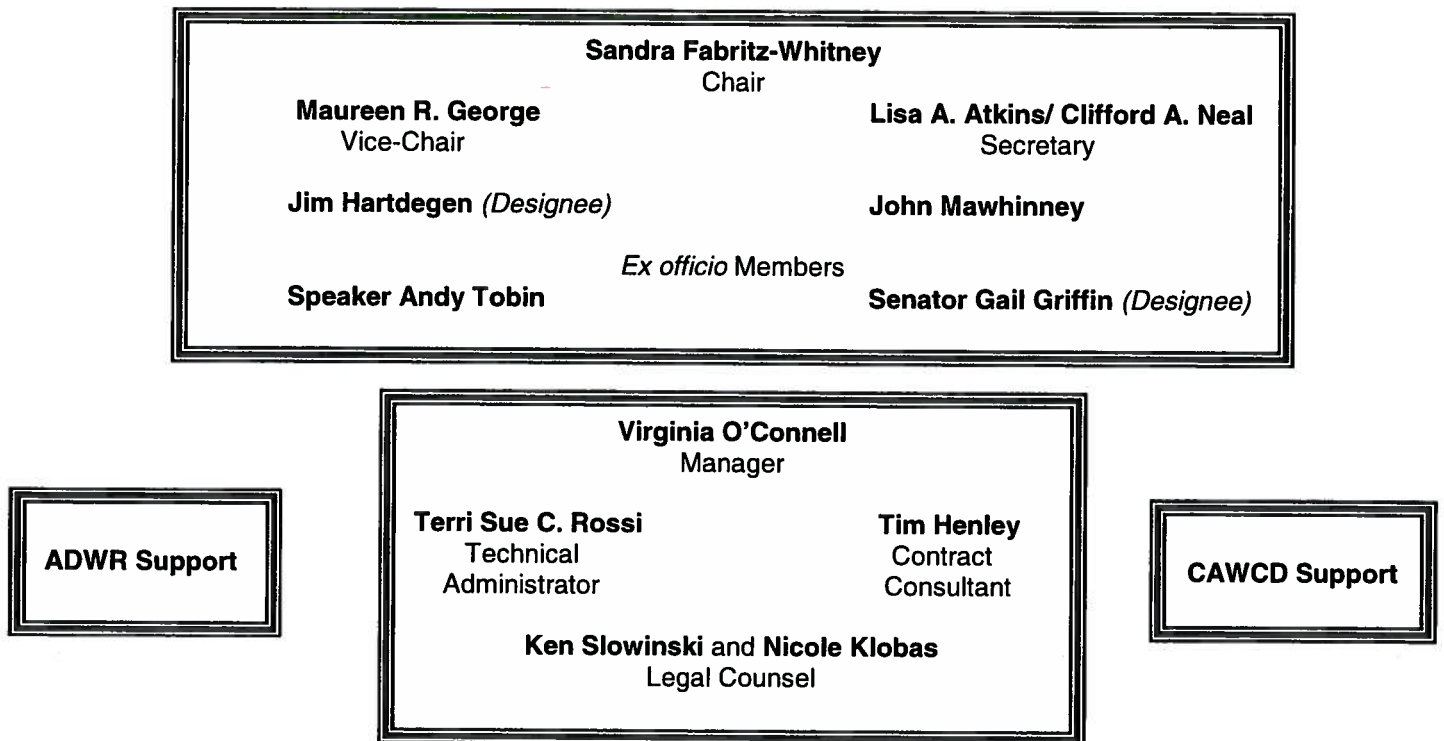 Sandra Fabritz-Whitney
Chair
Maureen R. George
Vice-Chair
Lisa A. Atkins/ Clifford A. Neal
Secretary
Jim Hartdegen (Designee)
John Mawhinney
Ex officio Members
Speaker Andy Tobin
Senator Gail Griffin (Designee)
Virginia O'Connell
Manager
Terri Sue C. Rossi
Technical
Administrator
Tim Henley
Contract
Consultant
Ken Slowinski and Nicole Klobas
Legal Counsel
ADWR Support
CAWCD Support